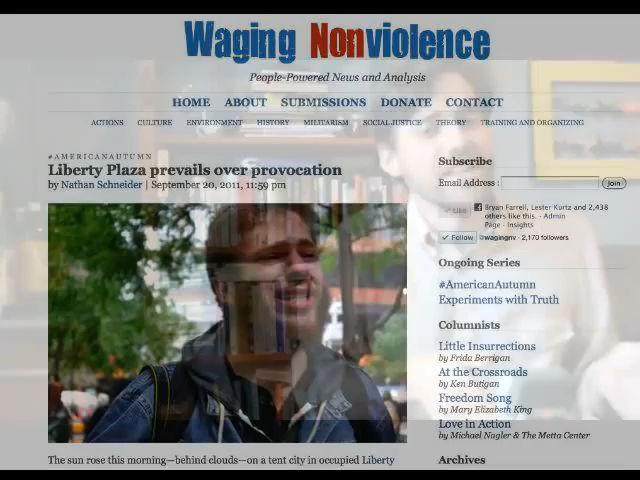 Waging Nonviolence
People-Powered News and Analysis
HOME ABOUT SUBMISSIONS DONATE CONTACT
ACTIONS CULTURE ENVIRONMENT HISTORY MILITARISM SOCIAL JUSTICE THEORY TRAINING AND ORGANIZING
#AMERICANAUTUMN
Liberty Plaza prevails over provocation
by Nathan Schneider | September 20, 2011, 11:59 pm
The sun rose this morning—behind clouds—on a tent city in occupied Liberty
Subscribe
Email Address : Join
Like Bryan Farrell, Lester Kurtz and 2,438
others like this. · Admin
Page · Insights
Follow @wagingnv · 2,170 followers
Ongoing Series
#AmericanAutumn
Experiments with Truth
Columnists
Little Insurrections
by Frida Berrigan
At the Crossroads
by Ken Butigan
Freedom Song
by Mary Elizabeth King
Love in Action
by Michael Nagler & The Metta Center
Archives